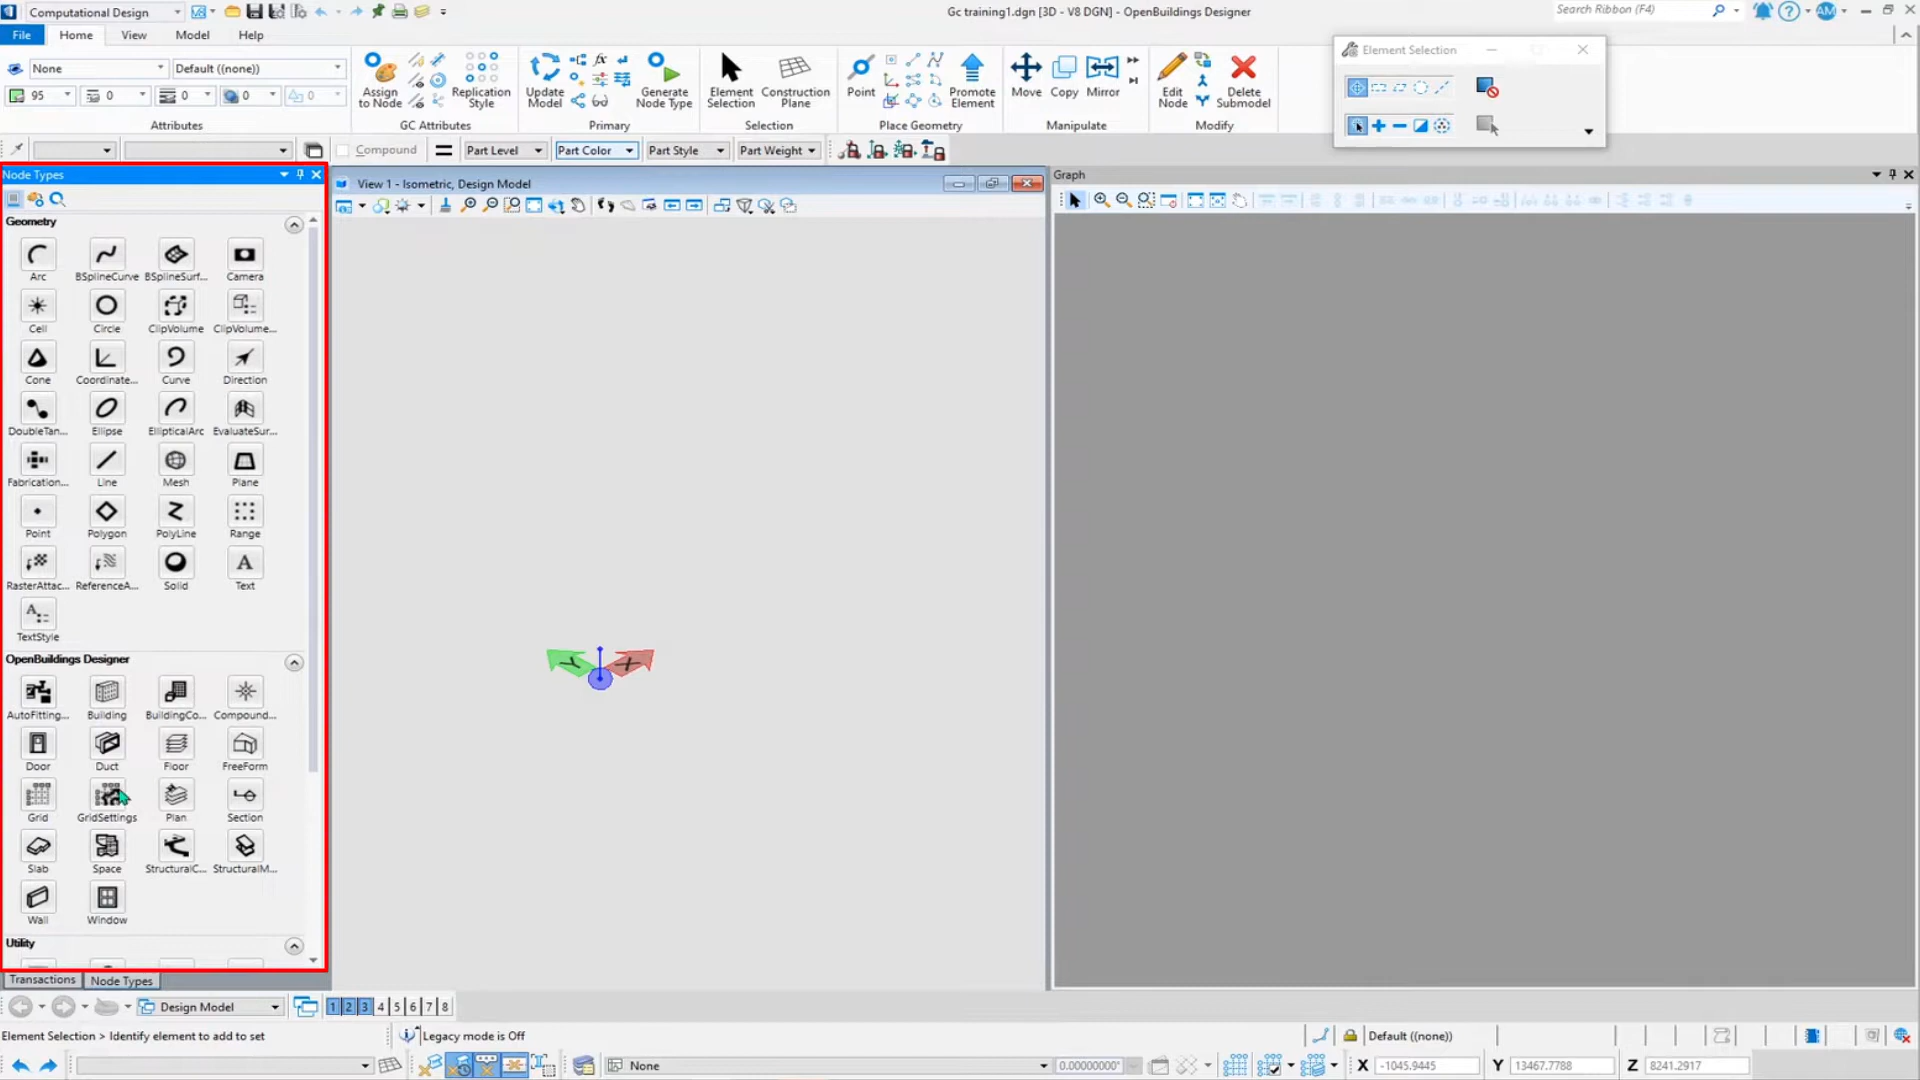 Computational Design
Gc training1.dgn [3D - V8 DGN] - OpenBuildings Designer
Search Ribbon (F4)
AM
File Home View Model Help
None
Default ((none))
95 0 0 0 0
Attributes
Assign to Node
Replication Style
GC Attributes
Update Model
Generate Node Type
Primary
Element Selection
Construction Plane
Selection
Point
Promote Element
Place Geometry
Move Copy Mirror
Manipulate
Edit Node
Delete Submodel
Modify
Element Selection
Compound
Part Level Part Color Part Style Part Weight
Node Types
Geometry
Arc BSplineCurve BSplineSurf... Camera
Cell Circle ClipVolume ClipVolume...
Cone Coordinate... Curve Direction
DoubleTan... Ellipse EllipticalArc EvaluateSur...
Fabrication... Line Mesh Plane
Point Polygon PolyLine Range
RasterAttac... ReferenceA... Solid Text
TextStyle
OpenBuildings Designer
AutoFitting... Building BuildingCo... Compound...
Door Duct Floor FreeForm
Grid GridSettings Plan Section
Slab Space StructuralC... StructuralM...
Wall Window
Utility
Transactions Node Types
View 1 - Isometric, Design Model
Y X
Graph
Design Model
1 2 3 4 5 6 7 8
Element Selection > Identify element to add to set
Legacy mode is Off
Default ((none))
None
0.00000000°
X -1045.9445
Y 13467.7788
Z 8241.2917